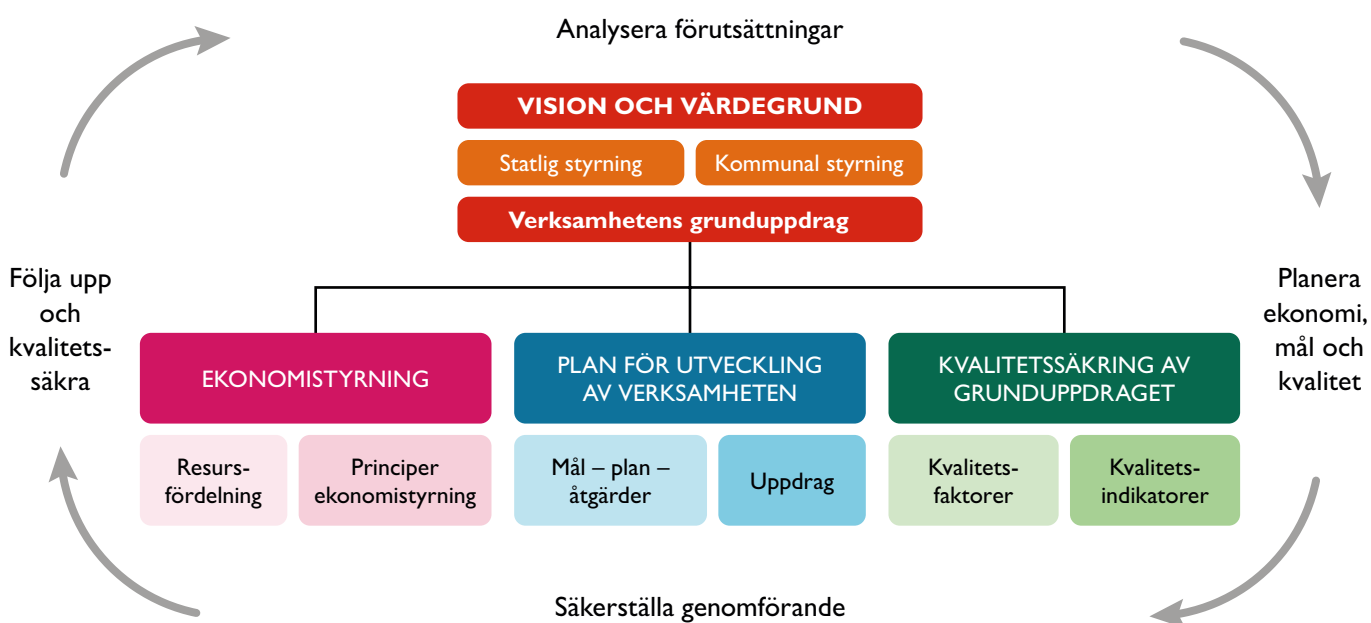 Analysera förutsättningar
VISION OCH VÄRDEGRUND
Statlig styrning
Kommunal styrning
Verksamhetens grunduppdrag
Följa upp
och
kvalitets-
säkra
Planera
ekonomi,
mål och
kvalitet
EKONOMISTYRNING
PLAN FÖR UTVECKLING
AV VERKSAMHETEN
KVALITETSSÄKRING AV
GRUNDUPPDRAGET
Resurs-
fördelning
Principer
ekonomistyrning
Mål – plan –
åtgärder
Uppdrag
Kvalitets-
faktorer
Kvalitets-
indikatorer
Säkerställa genomförande